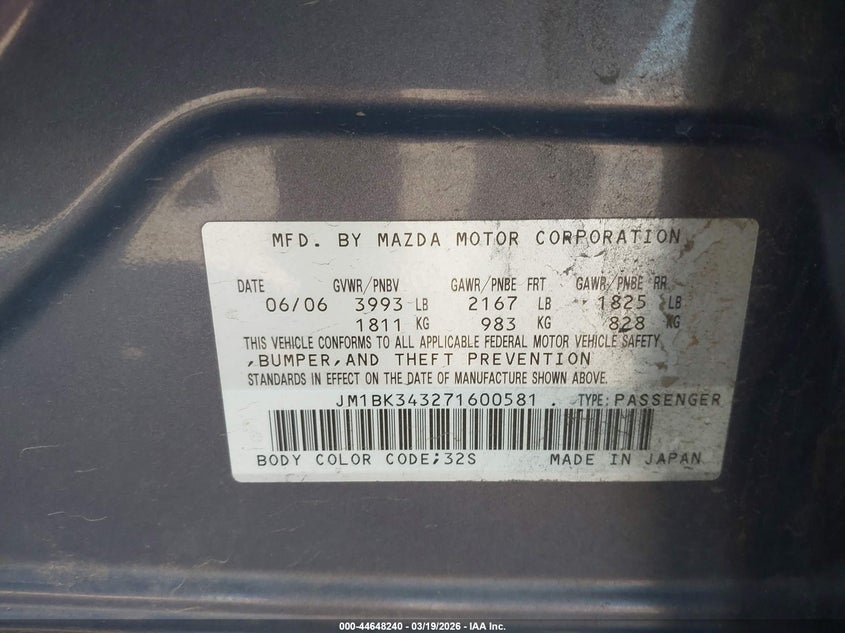 MFD. BY MAZDA MOTOR CORPORATION
DATE GVWR/PNBV GAWR/PNBE FRT GAWR/PNBE RR
06/06 3993 LB 2167 LB 1825 LB
1811 KG 983 KG 828 KG
THIS VEHICLE CONFORMS TO ALL APPLICABLE FEDERAL MOTOR VEHICLE SAFETY
,BUMPER,AND THEFT PREVENTION
STANDARDS IN EFFECT ON THE DATE OF MANUFACTURE SHOWN ABOVE.
JM1BK343271600581 . TYPE:PASSENGER
BODY COLOR CODE;32S MADE IN JAPAN
000-44648240 - 03/19/2026 - IAA Inc.